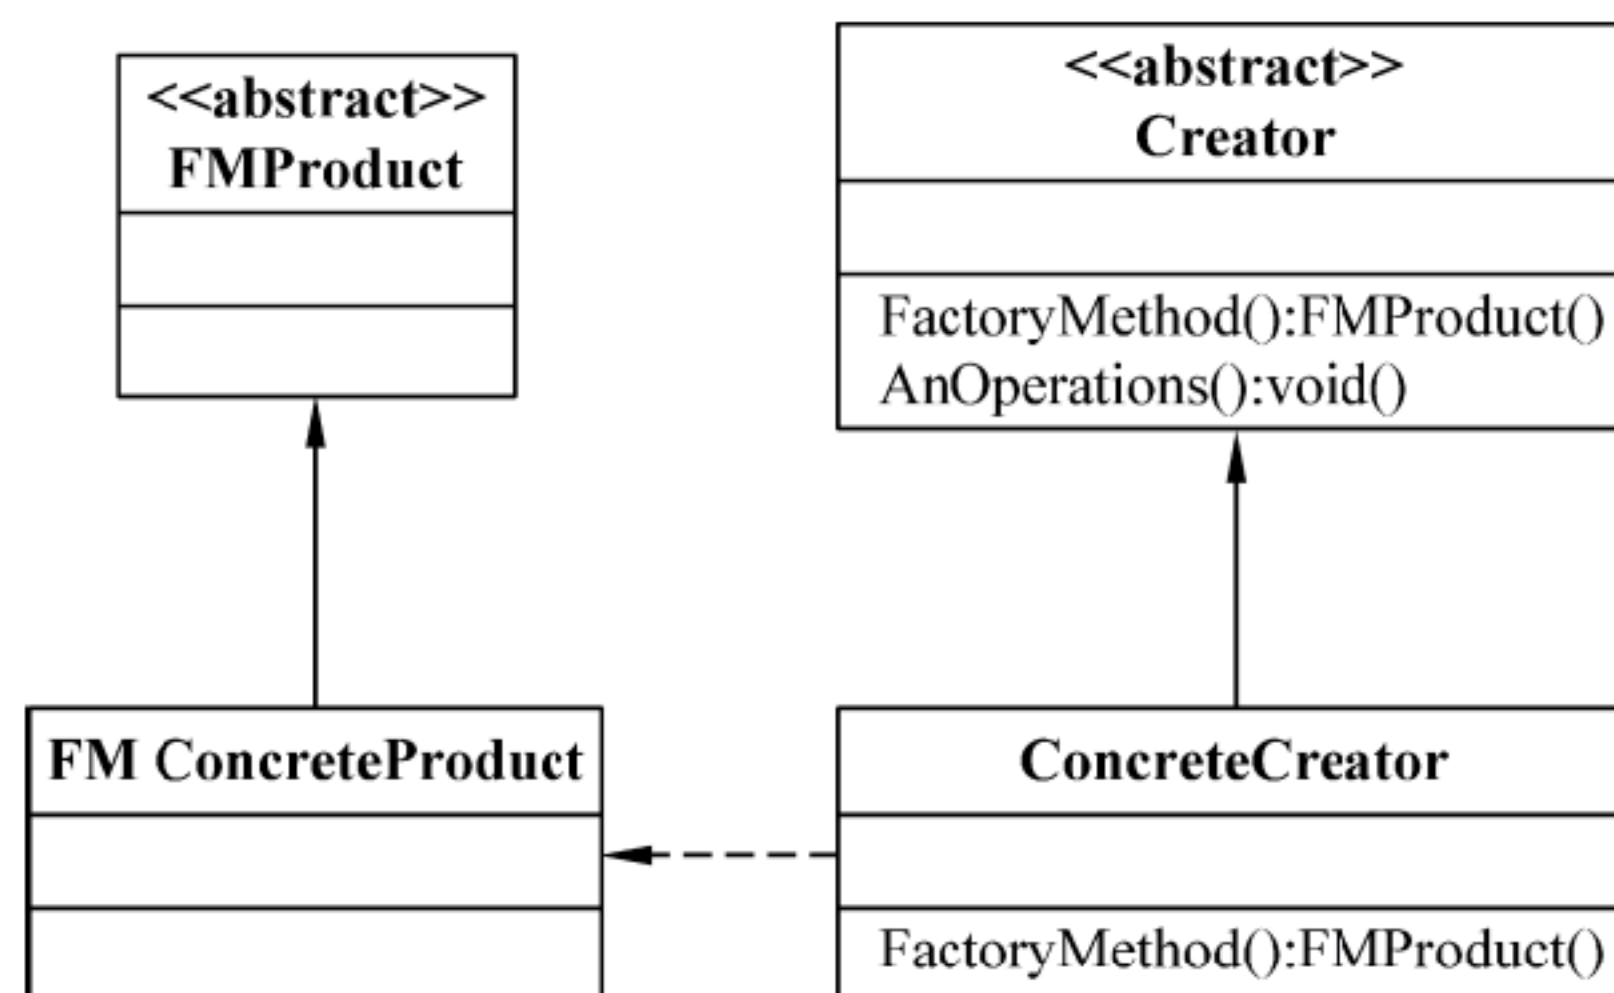 <<abstract>>
FMProduct
<<abstract>>
Creator
FactoryMethod():FMProduct()
AnOperations():void()
FM ConcreteProduct
ConcreteCreator
FactoryMethod():FMProduct()